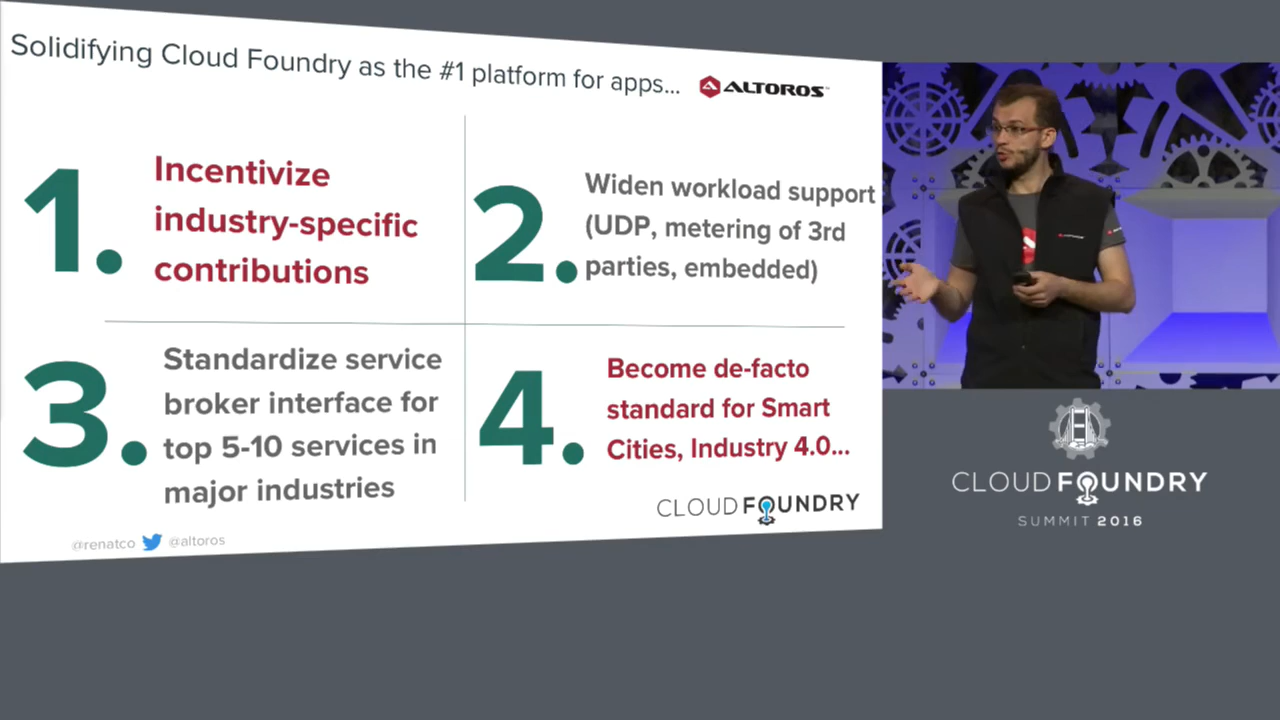 Solidifying Cloud Foundry as the #1 platform for apps...
ALTOROS
1.
Incentivize
industry-specific
contributions
2.
Widen workload support
(UDP, metering of 3rd
parties, embedded)
3.
Standardize service
broker interface for
top 5-10 services in
major industries
4.
Become de-facto
standard for Smart
Cities, Industry 4.0...
CLOUD FOUNDRY
@renatco @altoros
CLOUD FOUNDRY
SUMMIT 2016